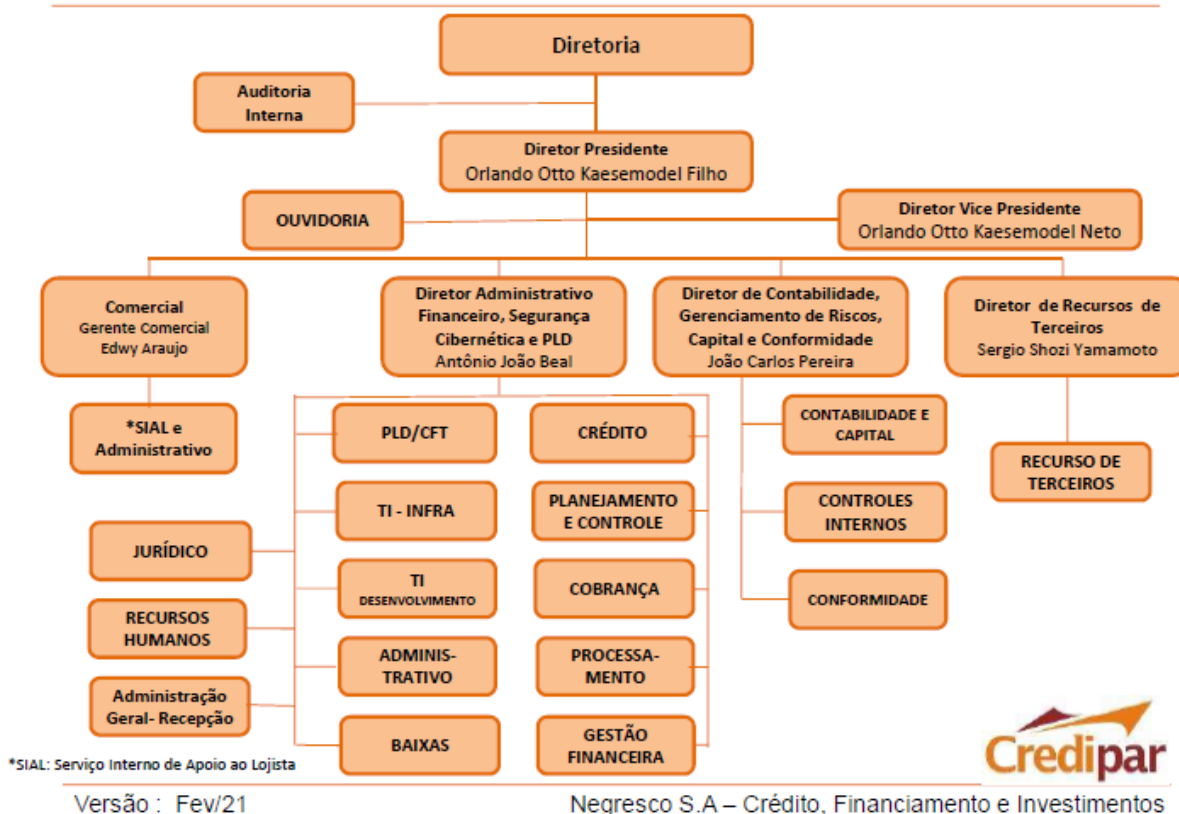 Diretoria
Auditoria
Interna
Diretor Presidente
Orlando Otto Kaesemodel Filho
OUVIDORIA
Diretor Vice Presidente
Orlando Otto Kaesemodel Neto
Comercial
Gerente Comercial
Edwy Araujo
Diretor Administrativo
Financeiro, Segurança
Cibernética e PLD
Antônio João Beal
Diretor de Contabilidade,
Gerenciamento de Riscos,
Capital e Conformidade
João Carlos Pereira
Diretor de Recursos de
Terceiros
Sergio Shozi Yamamoto
*SIAL e
Administrativo
PLD/CFT
CRÉDITO
CONTABILIDADE E
CAPITAL
RECURSO DE
TERCEIROS
TI - INFRA
PLANEJAMENTO
E CONTROLE
CONTROLES
INTERNOS
JURÍDICO
TI
DESENVOLVIMENTO
COBRANÇA
CONFORMIDADE
RECURSOS
HUMANOS
ADMINIS-
TRATIVO
PROCESSA-
MENTO
Administração
Geral- Recepção
BAIXAS
GESTÃO
FINANCEIRA
*SIAL: Serviço Interno de Apoio ao Lojista
Credipar
Versão : Fev/21
Negresco S.A – Crédito, Financiamento e Investimentos